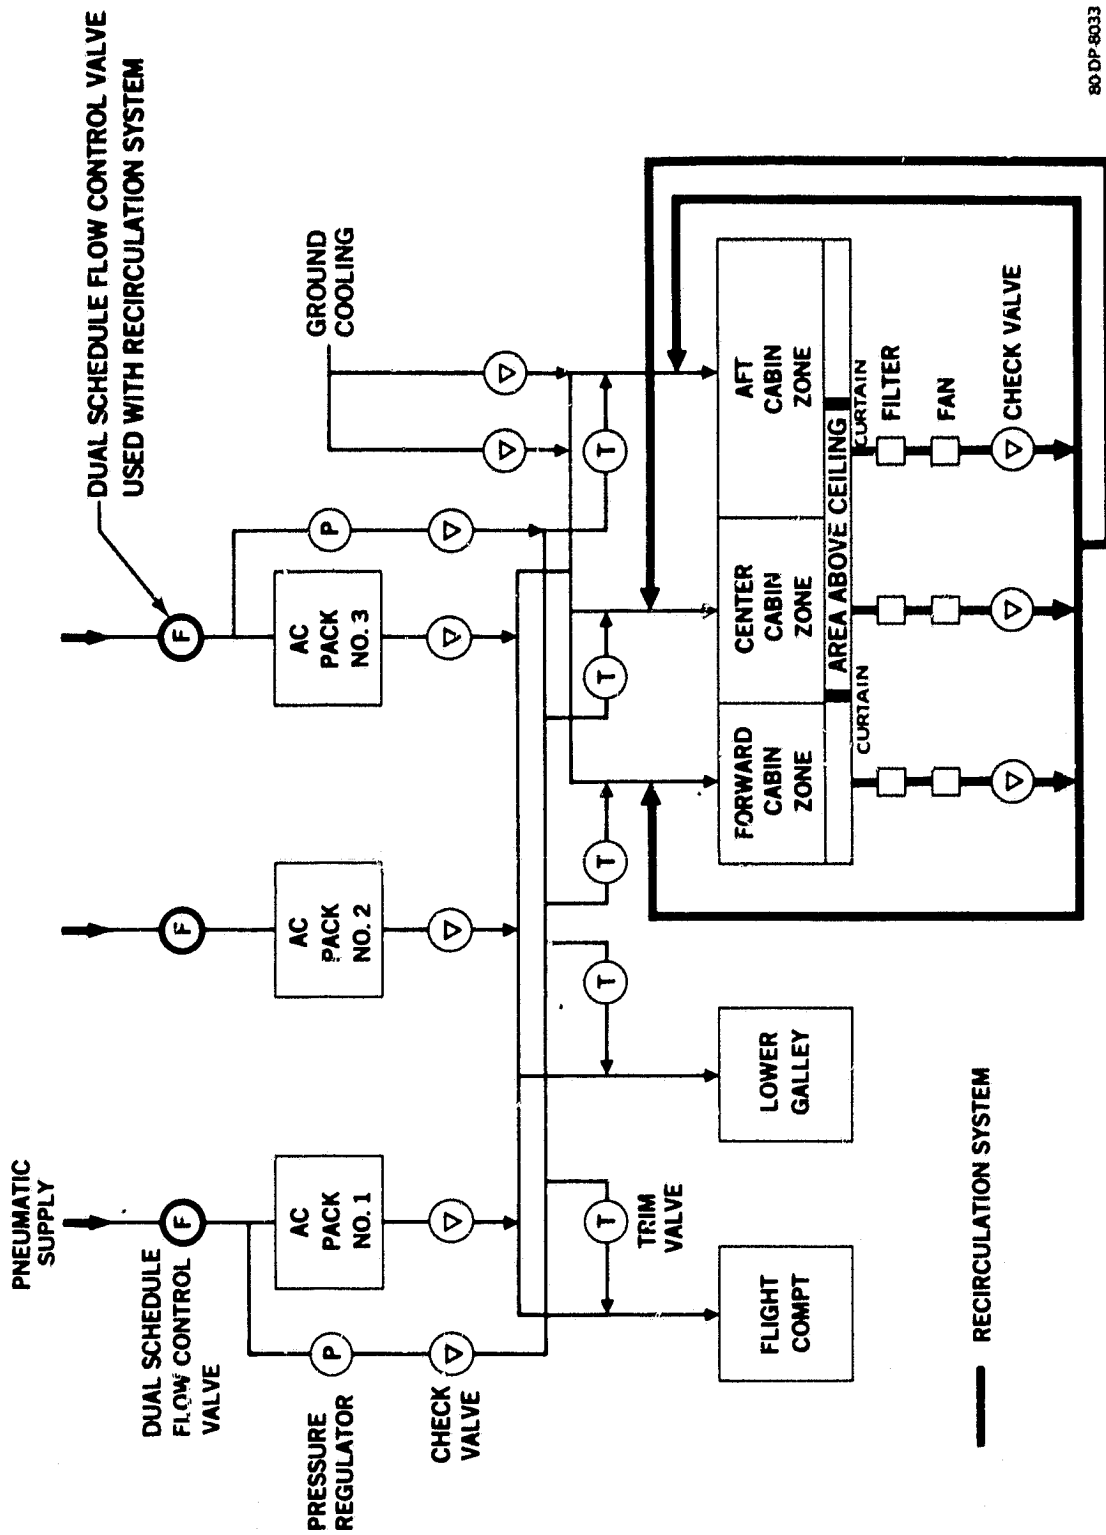 PNEUMATIC
SUPPLY
DUAL SCHEDULE FLOW CONTROL VALVE
USED WITH RECIRCULATION SYSTEM
DUAL SCHEDULE
FLOW CONTROL
VALVE
F
F
F
PRESSURE
REGULATOR
P
P
AC
PACK
NO. 1
AC
PACK
NO. 2
AC
PACK
NO. 3
GROUND
COOLING
CHECK
VALVE
T
T
T
T
T
TRIM
VALVE
FLIGHT
COMPT
LOWER
GALLEY
FORWARD
CABIN
ZONE
CENTER
CABIN
ZONE
AFT
CABIN
ZONE
AREA ABOVE CEILING
CURTAIN
CURTAIN
FILTER
FAN
CHECK VALVE
RECIRCULATION SYSTEM
80-DP-8033